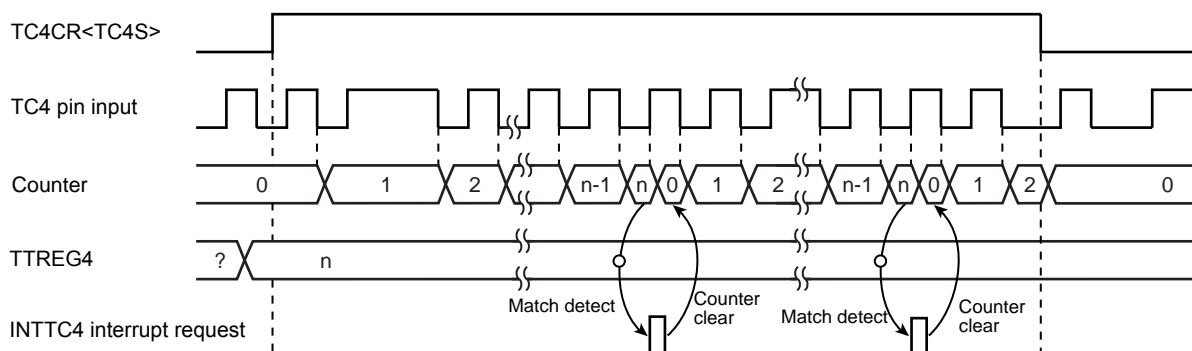 TC4CR<TC4S>
TC4 pin input
Counter
0 1 2 n-1 n 0 1 2 n-1 n 0 1 2 0
TTREG4
? n
Match detect Counter clear Match detect Counter clear
INTTC4 interrupt request